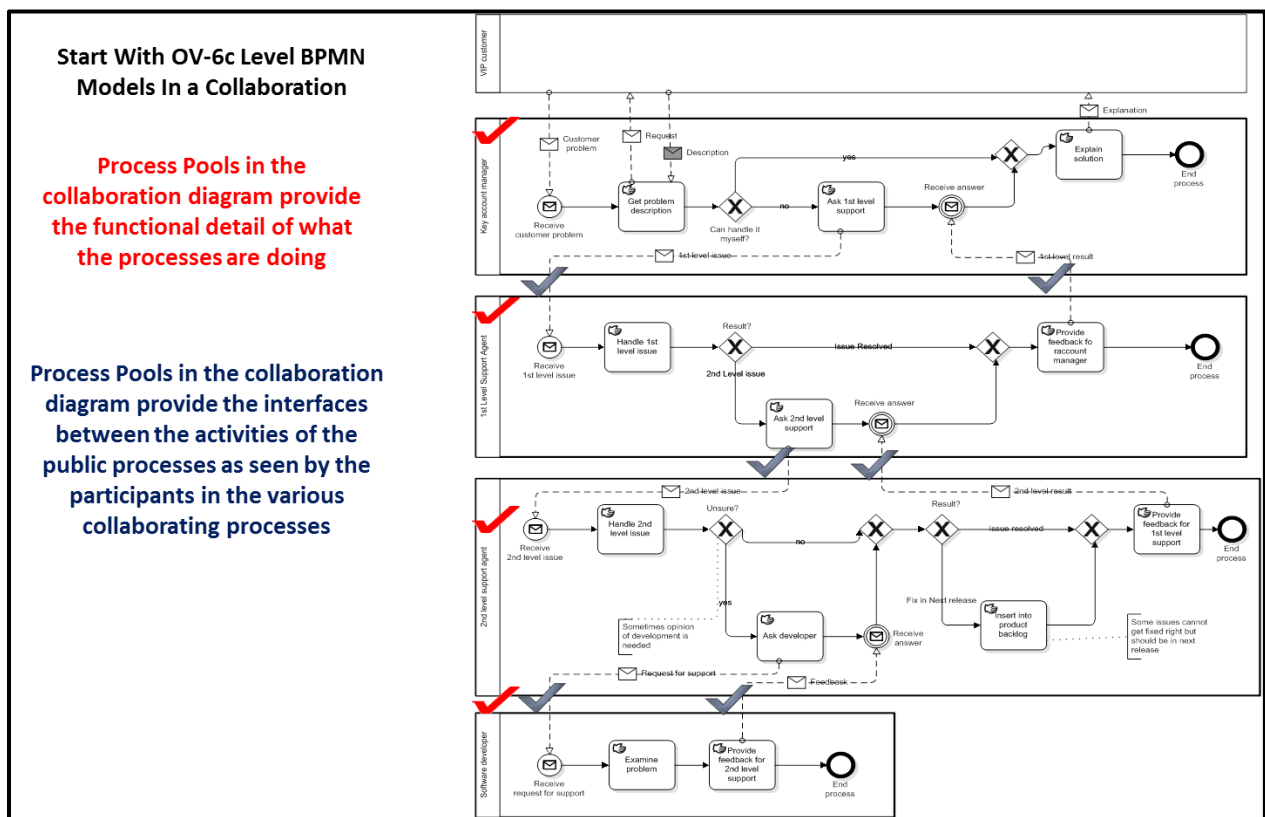 Start With OV-6c Level BPMN
Models In a Collaboration
Process Pools in the
collaboration diagram provide
the functional detail of what
the processes are doing
Process Pools in the collaboration
diagram provide the interfaces
between the activities of the
public processes as seen by the
participants in the various
collaborating processes
VIP customer
Customer
problem
Request
Description
Explanation
Key account manager
Receive
customer problem
Get problem
description
Can handle it
myself?
yes
no
Ask 1st level
support
Receive answer
Explain
solution
End
process
1st level issue
1st level result
1st Level Support Agent
Receive
1st level issue
Handle 1st
level issue
Result?
Issue Resolved
2nd Level issue
Ask 2nd level
support
Receive answer
Provide
feedback fo
raccount
manager
End
process
2nd level issue
2nd level result
2nd level support agent
Receive
2nd level issue
Handle 2nd
level issue
Unsure?
no
yes
Sometimes opinion
of development is
needed
Ask developer
Receive
answer
Result?
Issue resolved
Fix in Next release
Insert into
product
backlog
Some issues cannot
get fixed right but
should be in next
release
Provide
feedback for
1st level
support
End
process
Request for support
Feedback
Software developer
Receive
request for support
Examine
problem
Provide
feedback for
2nd level
support
End
process